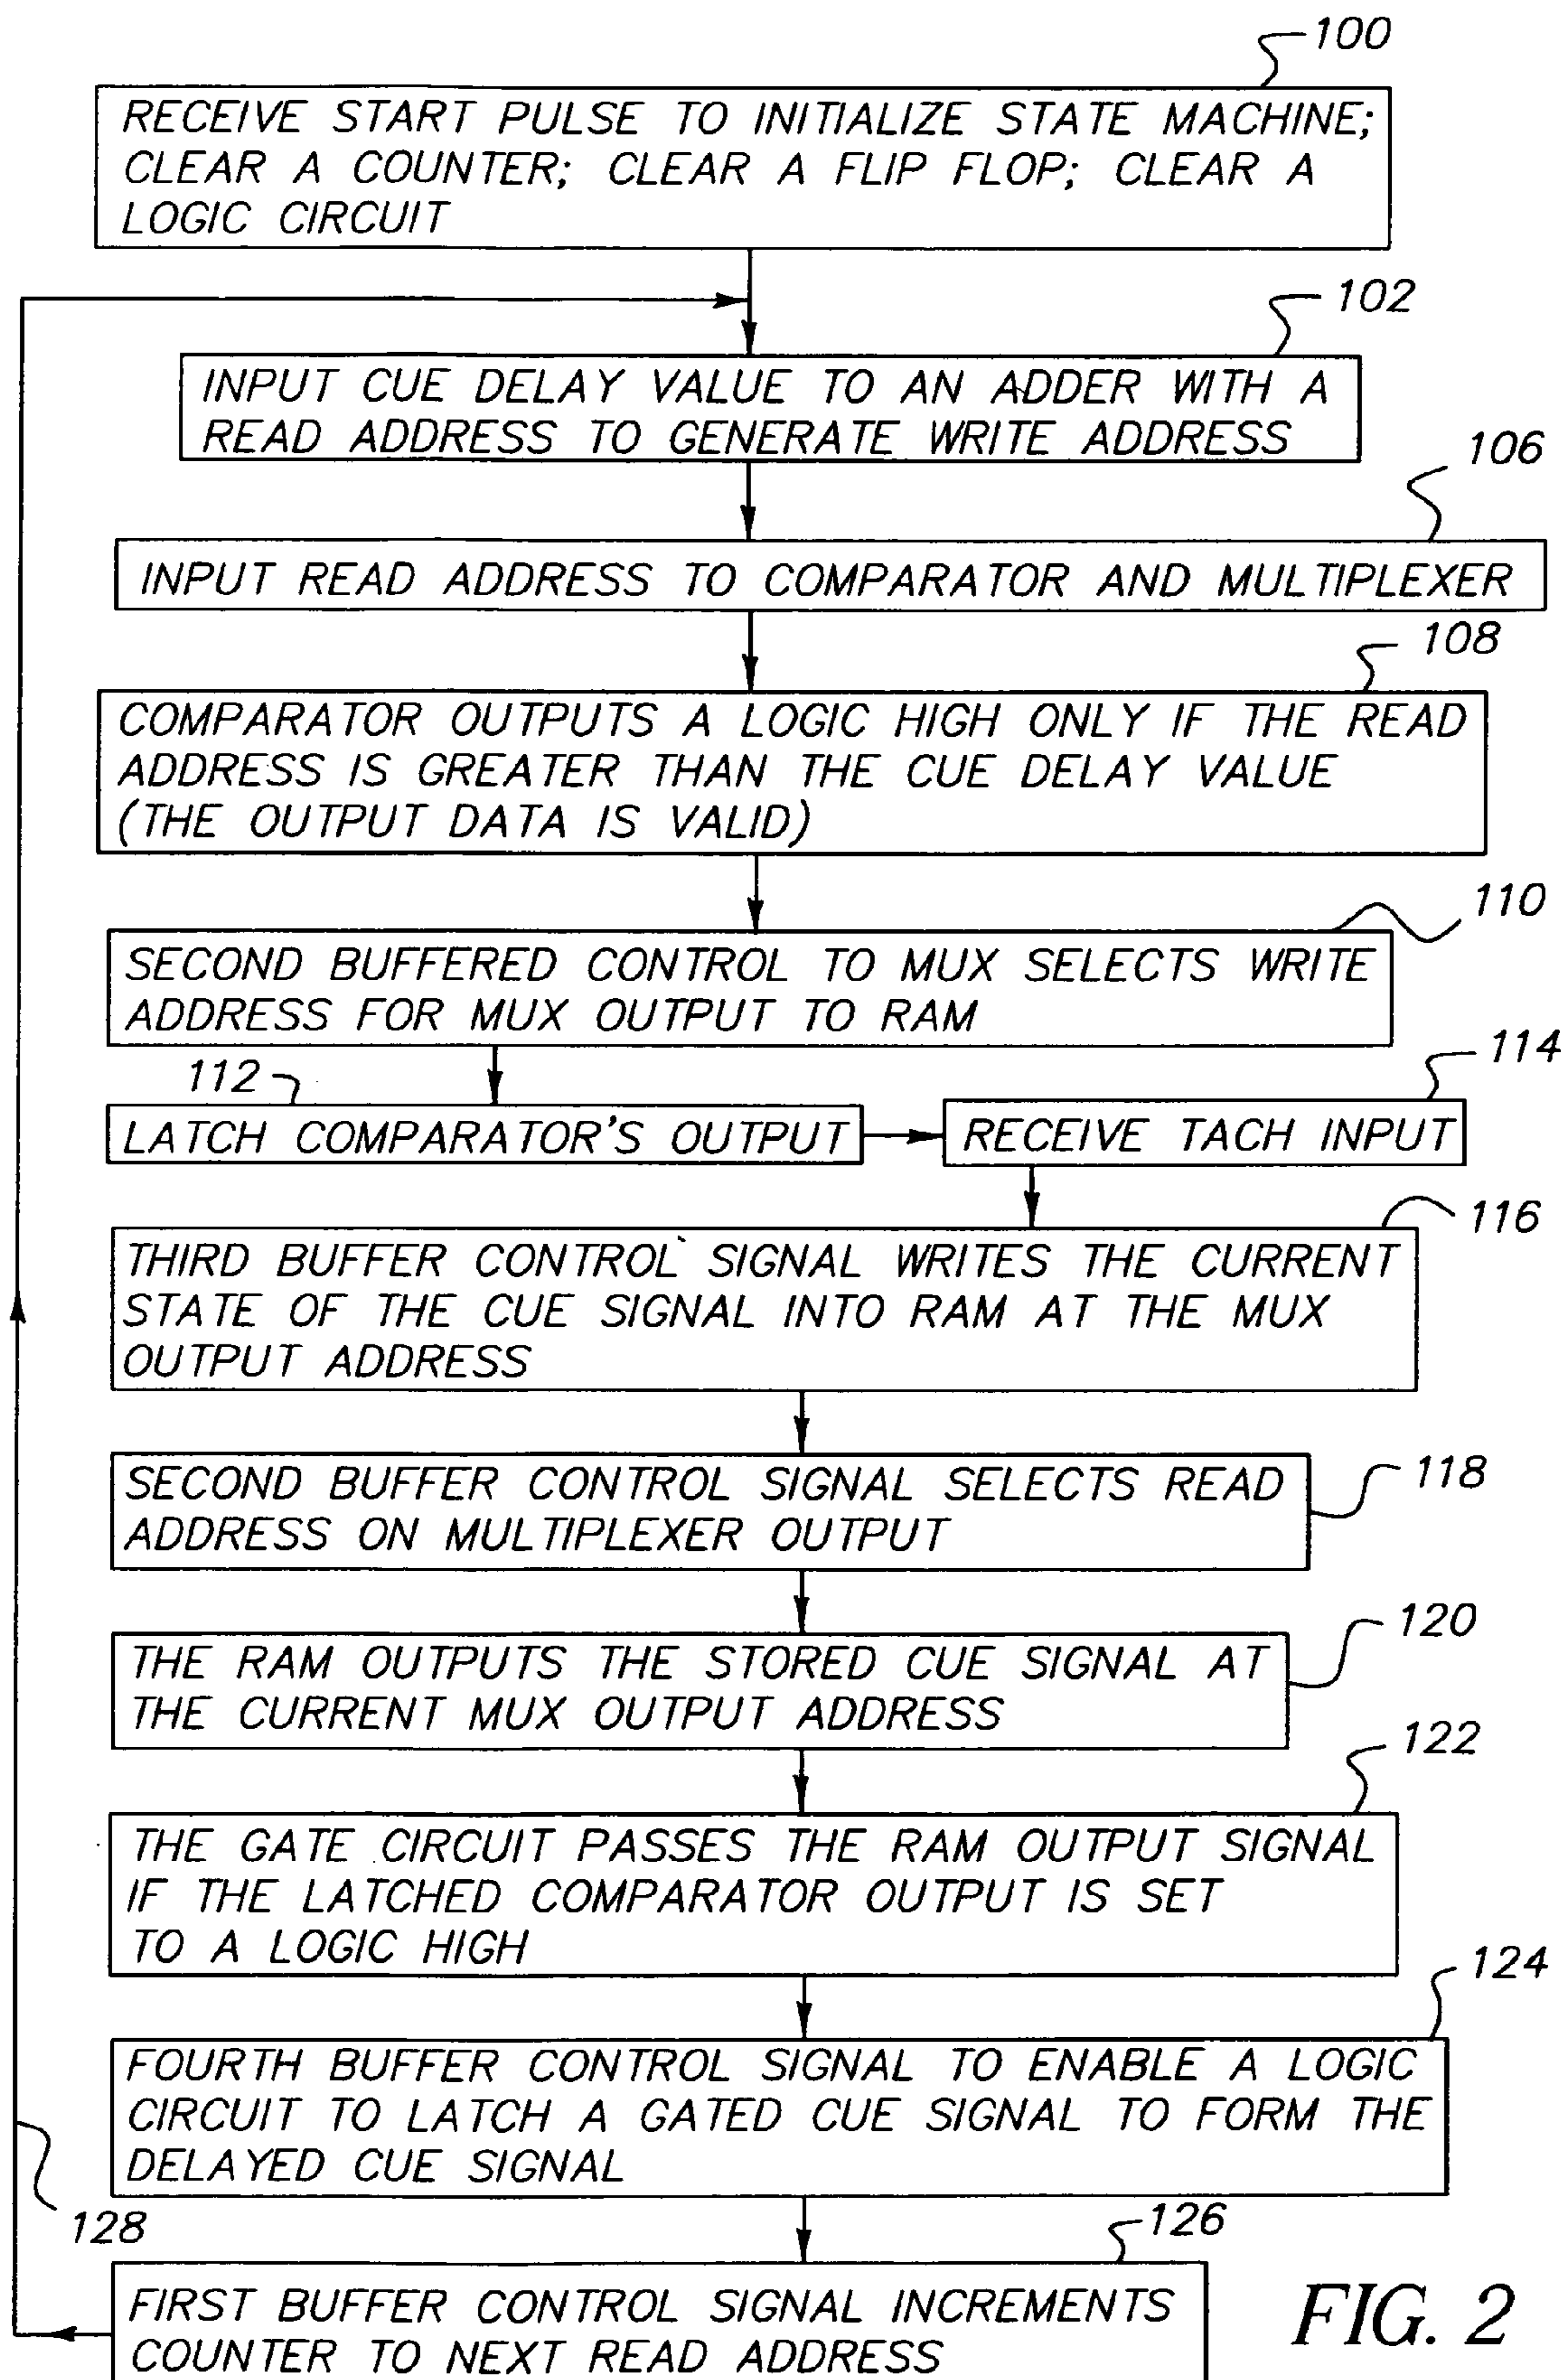 100
RECEIVE START PULSE TO INITIALIZE STATE MACHINE;
CLEAR A COUNTER; CLEAR A FLIP FLOP; CLEAR A
LOGIC CIRCUIT
102
INPUT CUE DELAY VALUE TO AN ADDER WITH A
READ ADDRESS TO GENERATE WRITE ADDRESS
106
INPUT READ ADDRESS TO COMPARATOR AND MULTIPLEXER
108
COMPARATOR OUTPUTS A LOGIC HIGH ONLY IF THE READ
ADDRESS IS GREATER THAN THE CUE DELAY VALUE
(THE OUTPUT DATA IS VALID)
110
SECOND BUFFERED CONTROL TO MUX SELECTS WRITE
ADDRESS FOR MUX OUTPUT TO RAM
112
LATCH COMPARATOR'S OUTPUT
114
RECEIVE TACH INPUT
116
THIRD BUFFER CONTROL SIGNAL WRITES THE CURRENT
STATE OF THE CUE SIGNAL INTO RAM AT THE MUX
OUTPUT ADDRESS
118
SECOND BUFFER CONTROL SIGNAL SELECTS READ
ADDRESS ON MULTIPLEXER OUTPUT
120
THE RAM OUTPUTS THE STORED CUE SIGNAL AT
THE CURRENT MUX OUTPUT ADDRESS
122
THE GATE CIRCUIT PASSES THE RAM OUTPUT SIGNAL
IF THE LATCHED COMPARATOR OUTPUT IS SET
TO A LOGIC HIGH
124
FOURTH BUFFER CONTROL SIGNAL TO ENABLE A LOGIC
CIRCUIT TO LATCH A GATED CUE SIGNAL TO FORM THE
DELAYED CUE SIGNAL
128
126
FIRST BUFFER CONTROL SIGNAL INCREMENTS
COUNTER TO NEXT READ ADDRESS
FIG. 2